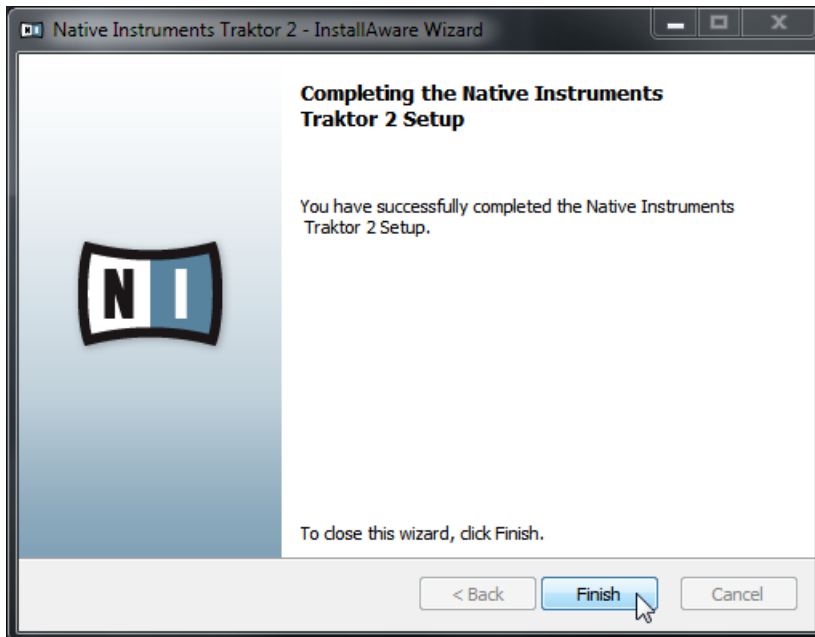 Native Instruments Traktor 2 - InstallAware Wizard
Completing the Native Instruments
Traktor 2 Setup
You have successfully completed the Native Instruments
Traktor 2 Setup.
N I
To close this wizard, click Finish.
< Back Finish Cancel